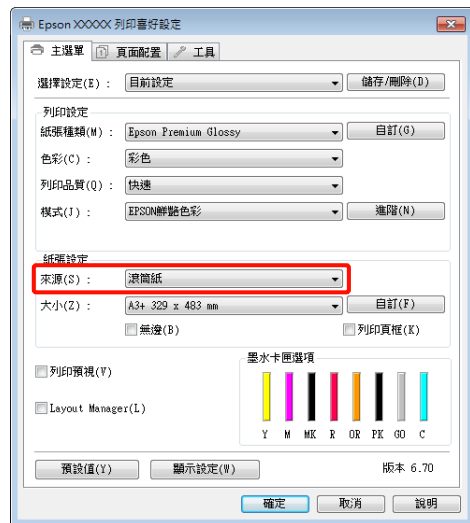 Epson XXXXX 列印喜好設定
主選單 頁面配置 工具
選擇設定(E) : 目前設定 儲存/刪除(D)
列印設定
紙張種類(M) : Epson Premium Glossy 自訂(G)
色彩(C) : 彩色
列印品質(Q) : 快速
模式(J) : EPSON鮮豔色彩 進階(N)
紙張設定
來源(S) : 滾筒紙
大小(Z) : A3+ 329 x 483 mm 自訂(F)
無邊(B) 列印頁框(K)
墨水卡匣選項
列印預視(V)
Layout Manager(L)
Y M MK R OR PK GO C
預設值(Y) 顯示設定(W) 版本 6.70
確定 取消 說明